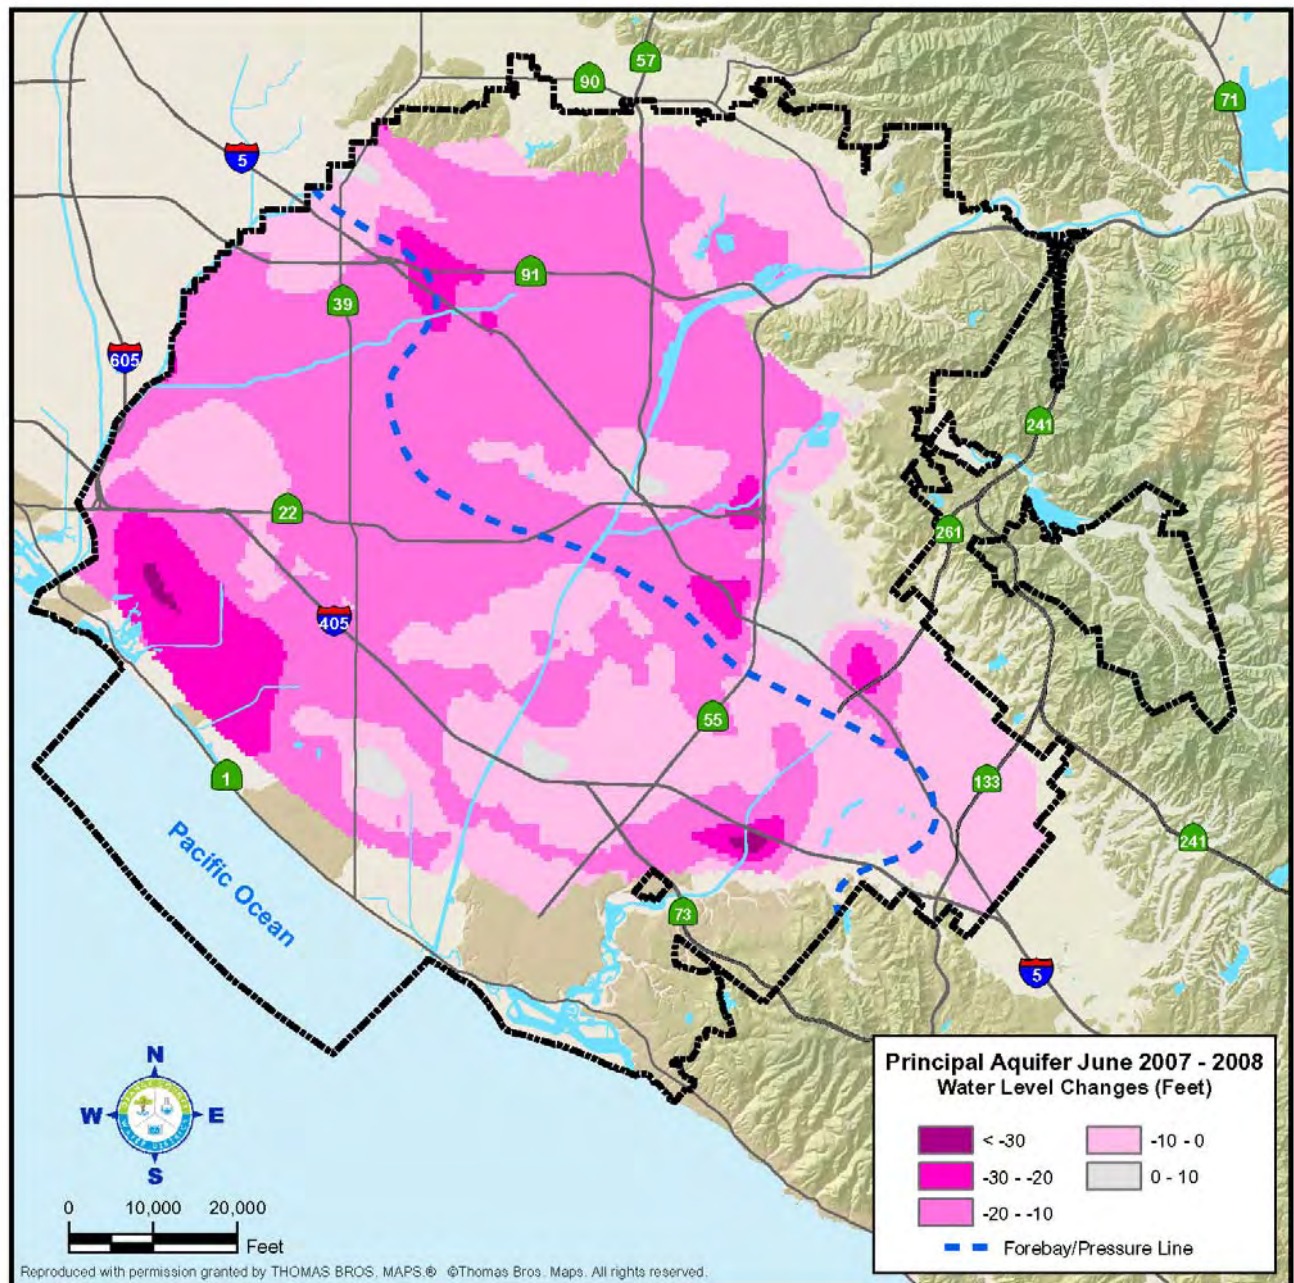 57
90
71
5
91
39
605
241
22
261
405
55
1
133
241
Pacific Ocean
73
5
N
W
E
S
0 10,000 20,000
Feet
Principal Aquifer June 2007 - 2008
Water Level Changes (Feet)
< -30
-10 - 0
-30 - -20
0 - 10
-20 - -10
Forebay/Pressure Line
Reproduced with permission granted by THOMAS BROS. MAPS.® ©Thomas Bros. Maps. All rights reserved.